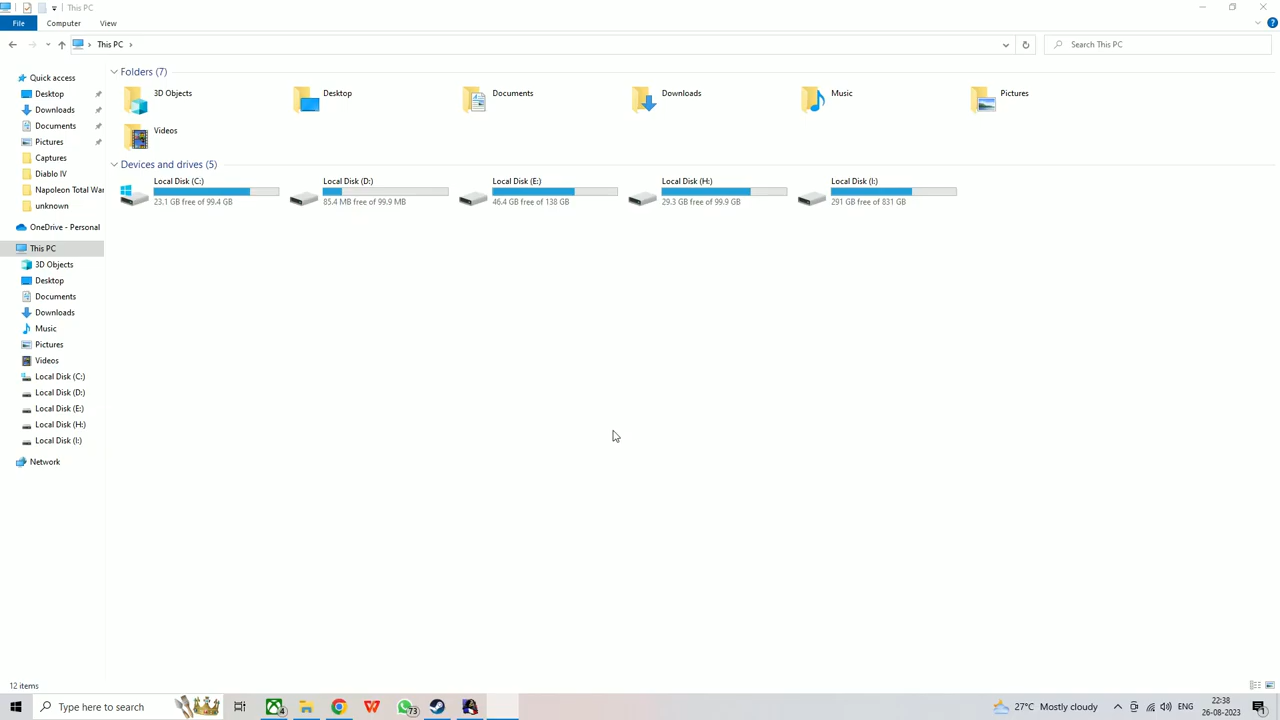 This PC
File Computer View
This PC
Search This PC
Quick access
Desktop
Downloads
Documents
Pictures
Captures
Diablo IV
Napoleon Total War
unknown
OneDrive - Personal
This PC
3D Objects
Desktop
Documents
Downloads
Music
Pictures
Videos
Local Disk (C:)
Local Disk (D:)
Local Disk (E:)
Local Disk (H:)
Local Disk (I:)
Network
Folders (7)
3D Objects
Desktop
Documents
Downloads
Music
Pictures
Videos
Devices and drives (5)
Local Disk (C:)
23.1 GB free of 99.4 GB
Local Disk (D:)
85.4 MB free of 99.9 MB
Local Disk (E:)
46.4 GB free of 138 GB
Local Disk (H:)
29.3 GB free of 99.9 GB
Local Disk (I:)
291 GB free of 831 GB
12 items
Type here to search
4
W
73
27°C Mostly cloudy
ENG
22:38
26-08-2023